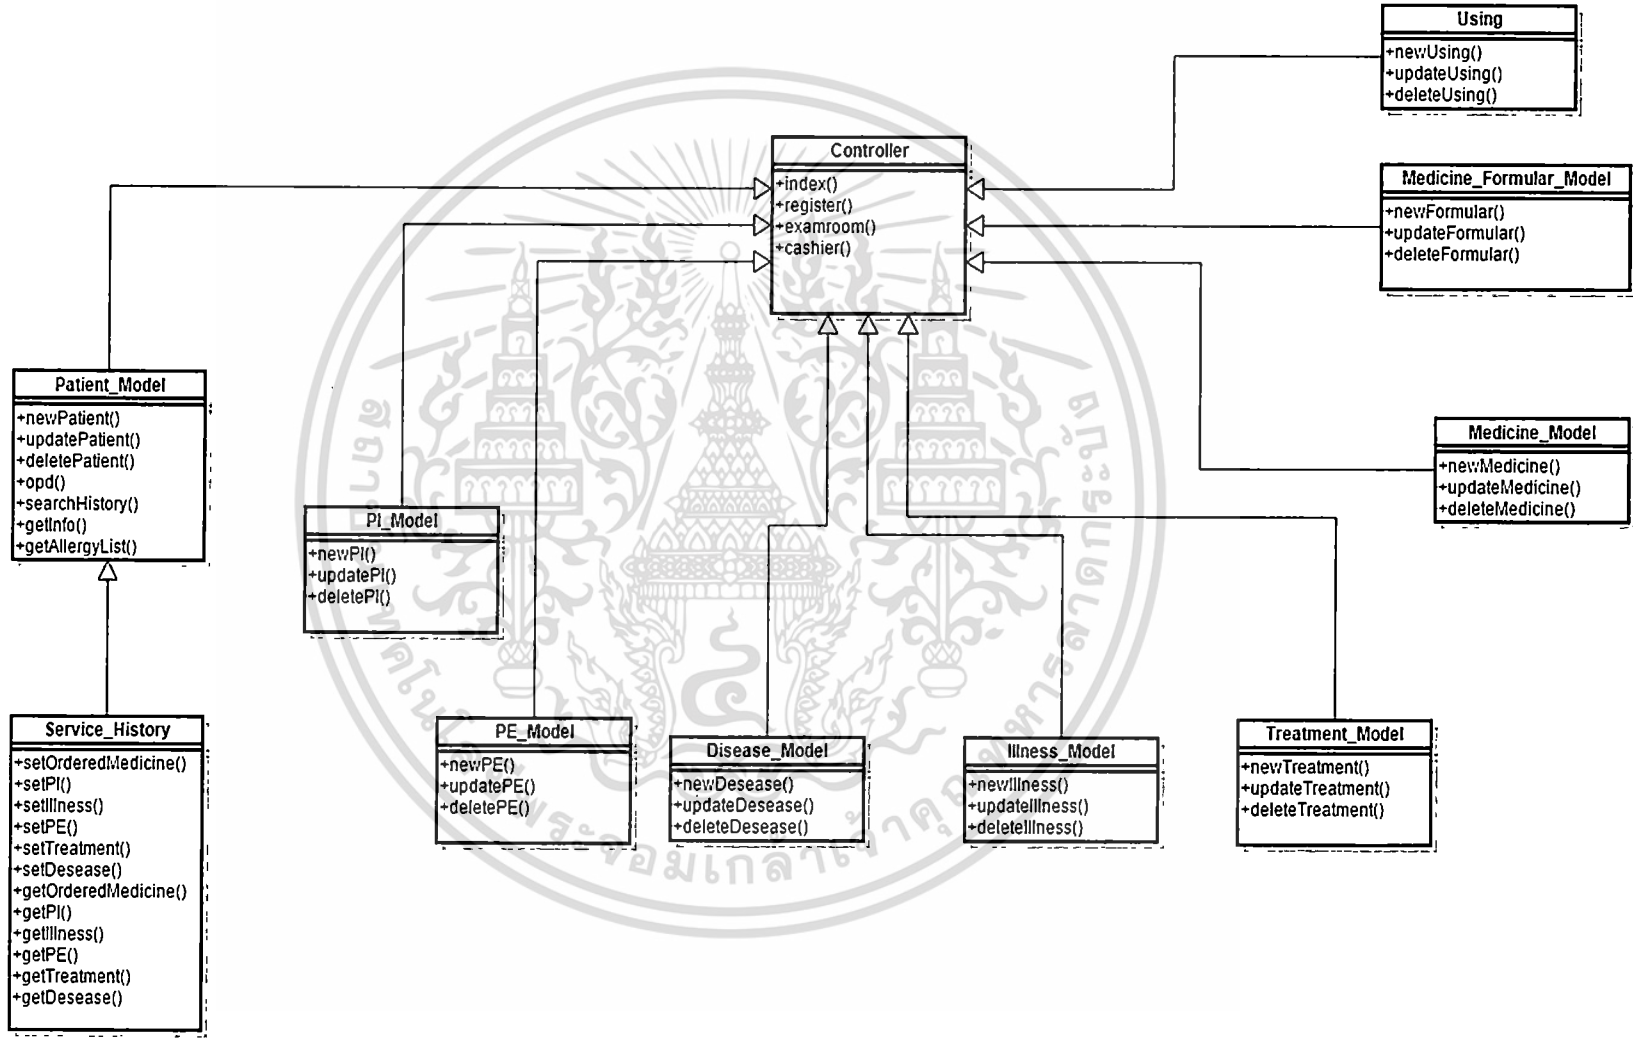 Using
+newUsing()
+updateUsing()
+deleteUsing()
Controller
+index()
+register()
+examroom()
+cashier()
Medicine_Formular_Model
+newFormular()
+updateFormular()
+deleteFormular()
Patient_Model
+newPatient()
+updatePatient()
+deletePatient()
+opd()
+searchHistory()
+getInfo()
+getAllergyList()
Medicine_Model
+newMedicine()
+updateMedicine()
+deleteMedicine()
PI_Model
+newPI()
+updatePI()
+deletePI()
Service_History
+setOrderedMedicine()
+setPI()
+setIllness()
+setPE()
+setTreatment()
+setDesease()
+getOrderedMedicine()
+getPI()
+getIllness()
+getPE()
+getTreatment()
+getDesease()
PE_Model
+newPE()
+updatePE()
+deletePE()
Disease_Model
+newDesease()
+updateDesease()
+deleteDesease()
Illness_Model
+newIllness()
+updateIllness()
+deleteIllness()
Treatment_Model
+newTreatment()
+updateTreatment()
+deleteTreatment()